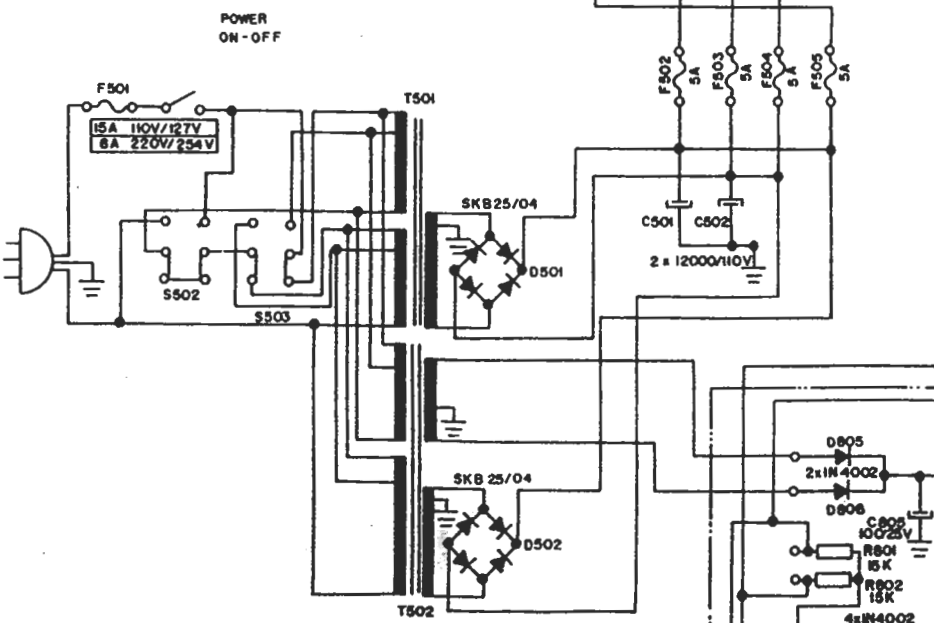 POWER
ON-OFF
F501
15A 110V/127V
6A 220V/254V
T501
F502
5A
F503
5A
F504
5A
F505
5A
SKB25/04
C501
C502
D501
2 x 12000/110V
S502
S503
D805
2x1N4002
D806
SKB 25/04
C805
100/25V
D502
R801
15K
R802
15K
T502
4x1N4002